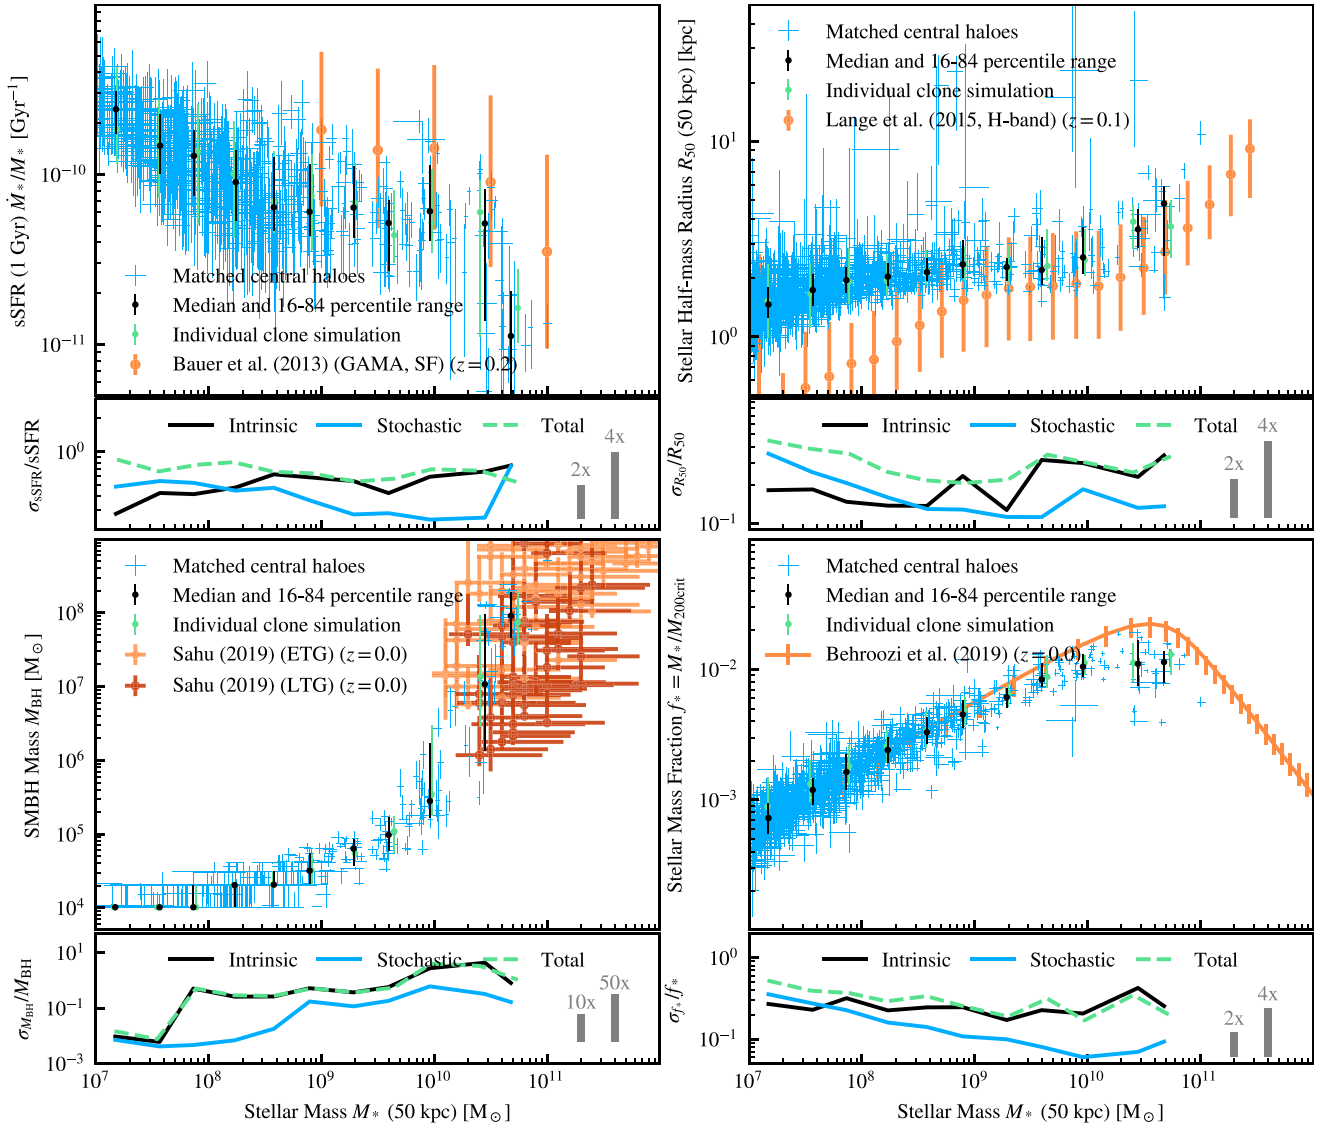 sSFR (1 Gyr) Ṁ*/M* [Gyr⁻¹]
10⁻¹⁰
10⁻¹¹
Matched central haloes
Median and 16-84 percentile range
Individual clone simulation
Bauer et al. (2013) (GAMA, SF) (z=0.2)
Stellar Half-mass Radius R₅₀ (50 kpc) [kpc]
10¹
10⁰
Matched central haloes
Median and 16-84 percentile range
Individual clone simulation
Lange et al. (2015, H-band) (z=0.1)
σsSFR/sSFR
10⁰
Intrinsic
Stochastic
Total
2x
4x
σR₅₀/R₅₀
10⁻¹
Intrinsic
Stochastic
Total
2x
4x
SMBH Mass MBH [M⊙]
10⁸
10⁷
10⁶
10⁵
10⁴
Matched central haloes
Median and 16-84 percentile range
Individual clone simulation
Sahu (2019) (ETG) (z=0.0)
Sahu (2019) (LTG) (z=0.0)
Stellar Mass Fraction f* = M*/M200crit
10⁻²
10⁻³
Matched central haloes
Median and 16-84 percentile range
Individual clone simulation
Behroozi et al. (2019) (z=0.0)
σMBH/MBH
10¹
10⁻¹
10⁻³
Intrinsic
Stochastic
Total
10x
50x
10⁷ 10⁸ 10⁹ 10¹⁰ 10¹¹
Stellar Mass M* (50 kpc) [M⊙]
σf*/f*
10⁰
10⁻¹
Intrinsic
Stochastic
Total
2x
4x
10⁷ 10⁸ 10⁹ 10¹⁰ 10¹¹
Stellar Mass M* (50 kpc) [M⊙]